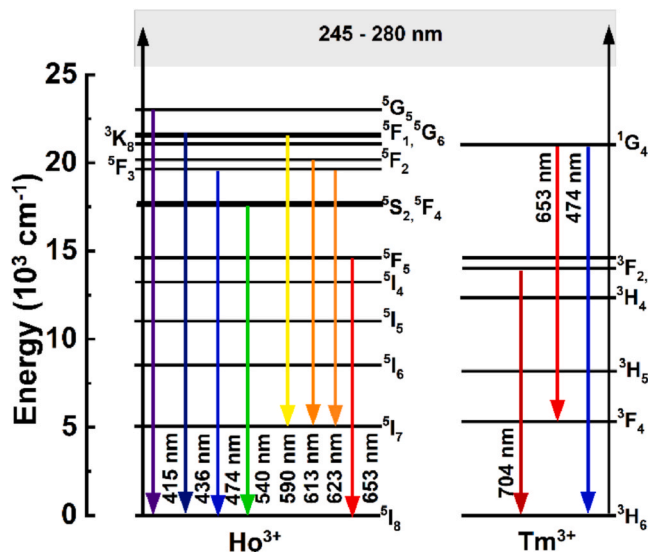 245 - 280 nm
Energy (10³ cm⁻¹)
25
20
15
10
5
0
⁵G₅
³K₈
⁵F₁, ⁵G₆
⁵F₃
⁵F₂
⁵S₂, ⁵F₄
⁵F₅
⁵I₄
⁵I₅
⁵I₆
⁵I₇
⁵I₈
415 nm
436 nm
474 nm
540 nm
590 nm
613 nm
623 nm
653 nm
Ho³⁺
¹G₄
653 nm
474 nm
³F₂,
³H₄
³H₅
³F₄
704 nm
³H₆
Tm³⁺